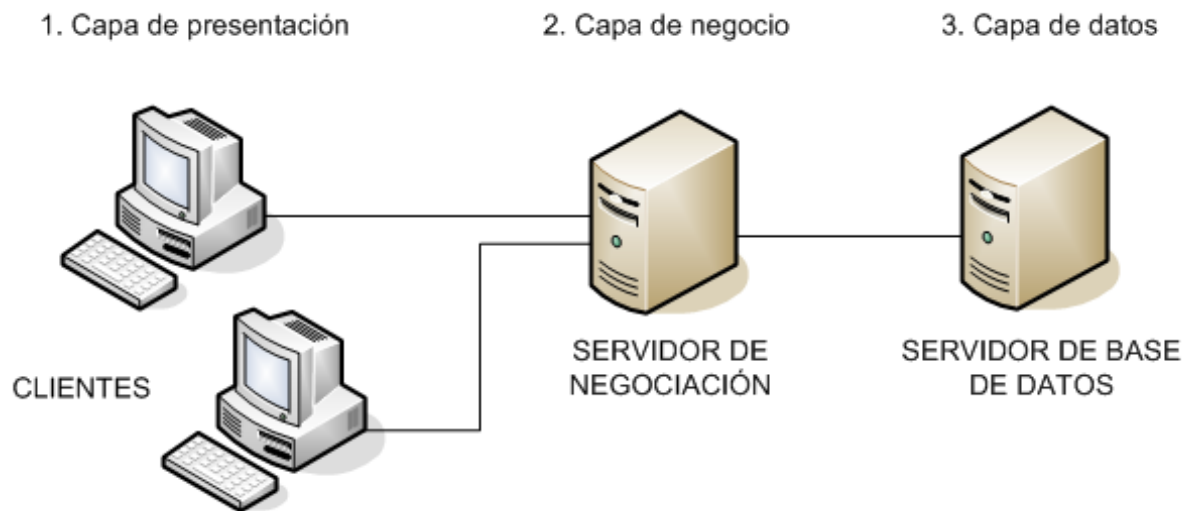 1. Capa de presentación
2. Capa de negocio
3. Capa de datos
CLIENTES
SERVIDOR DE
NEGOCIACIÓN
SERVIDOR DE BASE
DE DATOS